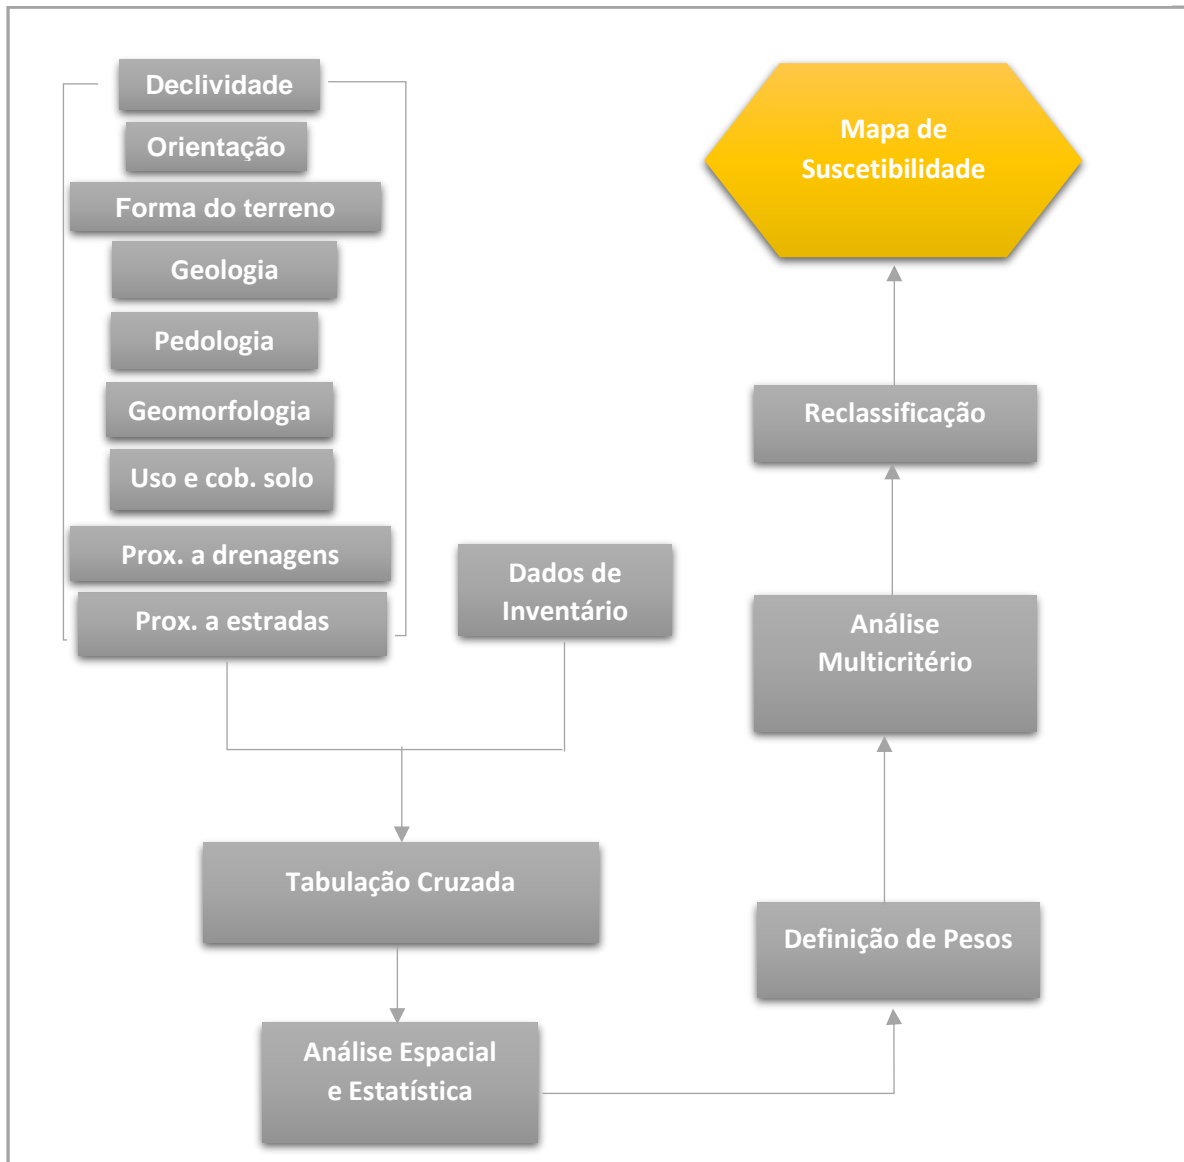 Declividade
Orientação
Forma do terreno
Geologia
Pedologia
Geomorfologia
Uso e cob. solo
Prox. a drenagens
Prox. a estradas
Dados de
Inventário
Tabulação Cruzada
Análise Espacial
e Estatística
Definição de Pesos
Análise
Multicritério
Reclassificação
Mapa de
Suscetibilidade